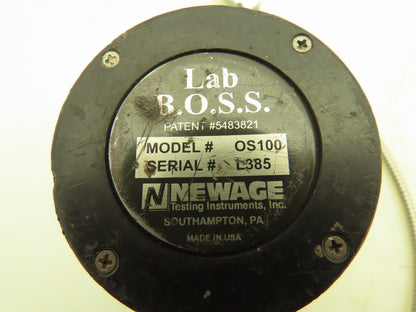 Lab
B.O.S.S.
PATENT #5483821
MODEL # OS100
SERIAL # L385
N NEWAGE
Testing Instruments, Inc.
SOUTHAMPTON, PA
MADE IN USA